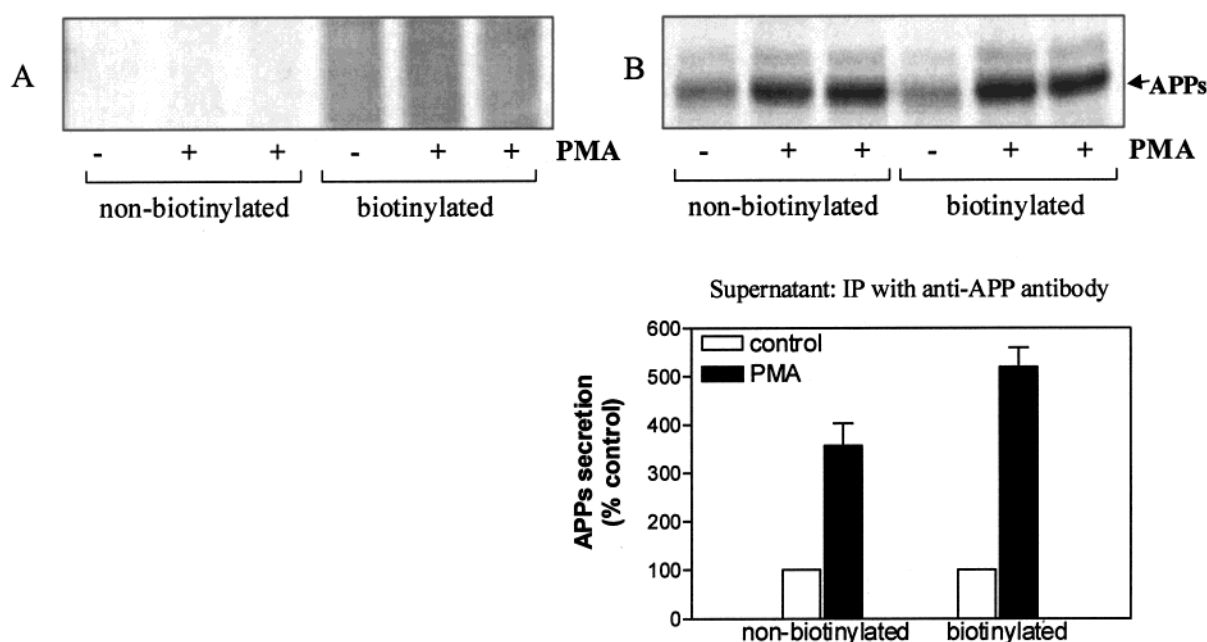 A
- + + - + + PMA
non-biotinylated biotinylated
B
APPs
- + + - + + PMA
non-biotinylated biotinylated
Supernatant: IP with anti-APP antibody
APPs secretion
(% control)
600
500
400
300
200
100
0
control
PMA
non-biotinylated biotinylated